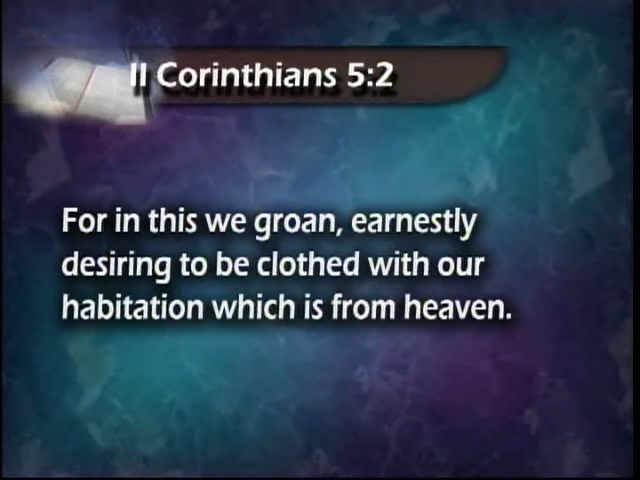 II Corinthians 5:2
For in this we groan, earnestly
desiring to be clothed with our
habitation which is from heaven.